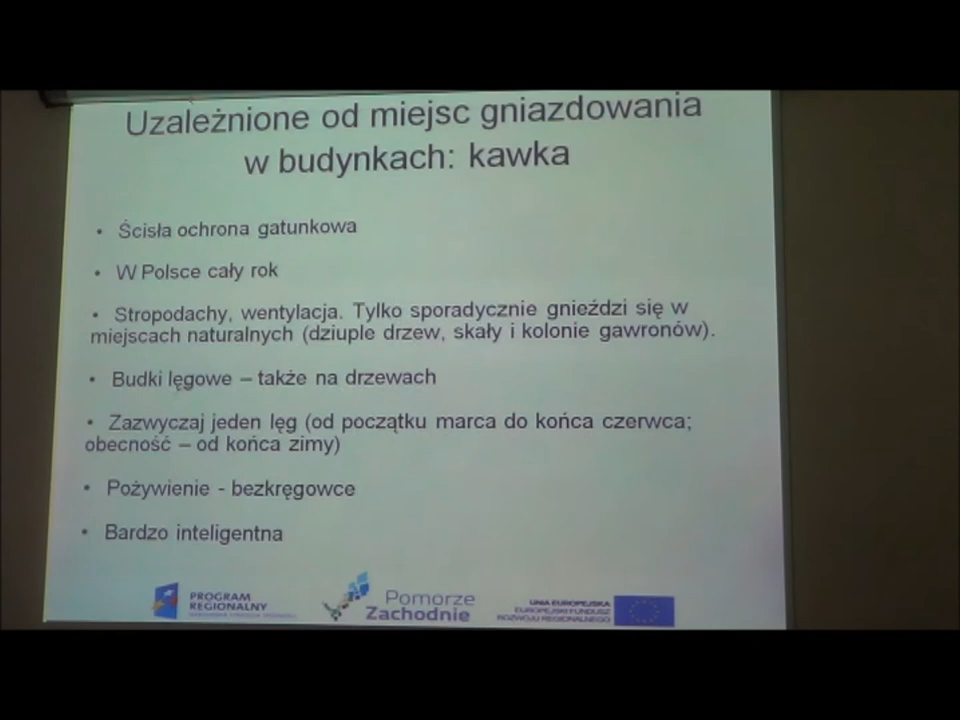 Uzależnione od miejsc gniazdowania
w budynkach: kawka
• Ścisła ochrona gatunkowa
• W Polsce cały rok
• Stropodachy, wentylacja. Tylko sporadycznie gnieździ się w
miejscach naturalnych (dziuple drzew, skały i kolonie gawronów).
• Budki lęgowe – także na drzewach
• Zazwyczaj jeden lęg (od początku marca do końca czerwca;
obecność – od końca zimy)
• Pożywienie - bezkręgowce
• Bardzo inteligentna
PROGRAM
REGIONALNY
Pomorze
Zachodnie
UNIA EUROPEJSKA
EUROPEJSKI FUNDUSZ
ROZWOJU REGIONALNEGO